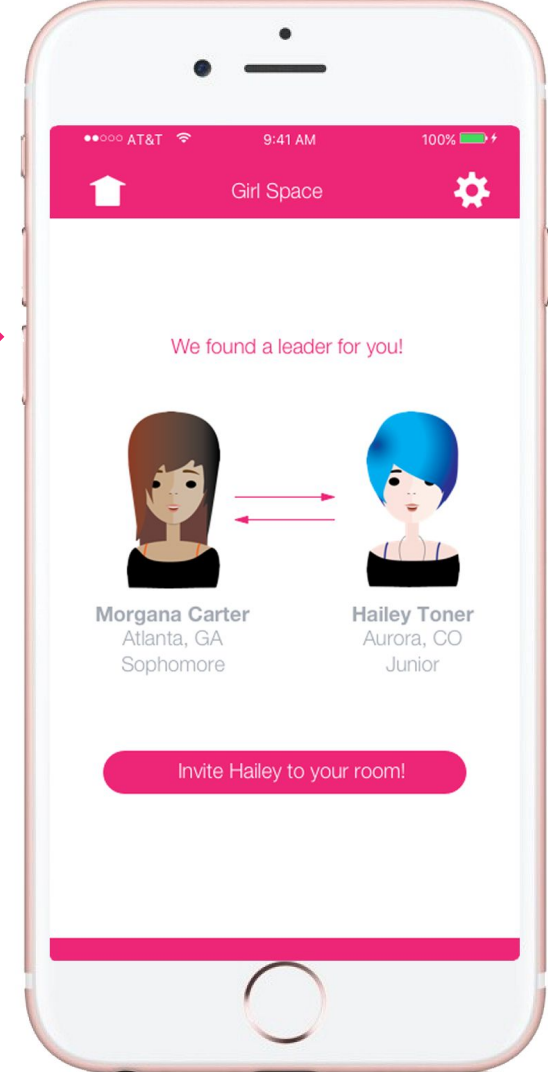 AT&T 9:41 AM 100%
Girl Space
We found a leader for you!
Morgana Carter Hailey Toner
Atlanta, GA Aurora, CO
Sophomore Junior
Invite Hailey to your room!